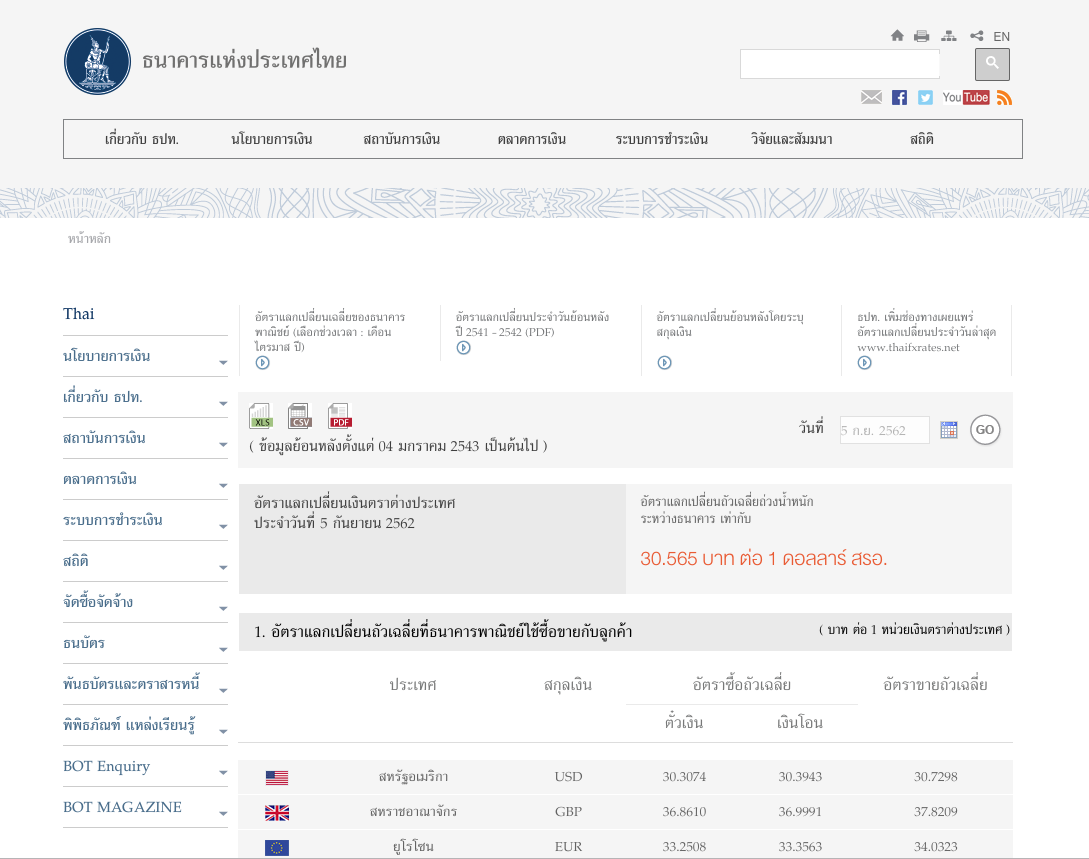 EN
ธนาคารแห่งประเทศไทย
YouTube
เกี่ยวกับ ธปท. นโยบายการเงิน สถาบันการเงิน ตลาดการเงิน ระบบการชำระเงิน วิจัยและสัมมนา สถิติ
หน้าหลัก
Thai
นโยบายการเงิน
เกี่ยวกับ ธปท.
สถาบันการเงิน
ตลาดการเงิน
ระบบการชำระเงิน
สถิติ
จัดซื้อจัดจ้าง
ธนบัตร
พันธบัตรและตราสารหนี้
พิพิธภัณฑ์ แหล่งเรียนรู้
BOT Enquiry
BOT MAGAZINE
อัตราแลกเปลี่ยนเฉลี่ยของธนาคาร
พาณิชย์ (เลือกช่วงเวลา : เดือน
ไตรมาส ปี)
อัตราแลกเปลี่ยนประจำวันย้อนหลัง
ปี 2541 - 2542 (PDF)
อัตราแลกเปลี่ยนย้อนหลังโดยระบุ
สกุลเงิน
ธปท. เพิ่มช่องทางเผยแพร่
อัตราแลกเปลี่ยนประจำวันล่าสุด
www.thaifxrates.net
XLS CSV PDF
( ข้อมูลย้อนหลังตั้งแต่ 04 มกราคม 2543 เป็นต้นไป )
วันที่ 5 ก.ย. 2562 GO
อัตราแลกเปลี่ยนเงินตราต่างประเทศ
ประจำวันที่ 5 กันยายน 2562
อัตราแลกเปลี่ยนถัวเฉลี่ยถ่วงน้ำหนัก
ระหว่างธนาคาร เท่ากับ
30.565 บาท ต่อ 1 ดอลลาร์ สรอ.
1. อัตราแลกเปลี่ยนถัวเฉลี่ยที่ธนาคารพาณิชย์ใช้ซื้อขายกับลูกค้า ( บาท ต่อ 1 หน่วยเงินตราต่างประเทศ )
ประเทศ สกุลเงิน อัตราซื้อถัวเฉลี่ย อัตราขายถัวเฉลี่ย
ตั๋วเงิน เงินโอน
สหรัฐอเมริกา USD 30.3074 30.3943 30.7298
สหราชอาณาจักร GBP 36.8610 36.9991 37.8209
ยูโรโซน EUR 33.2508 33.3563 34.0323